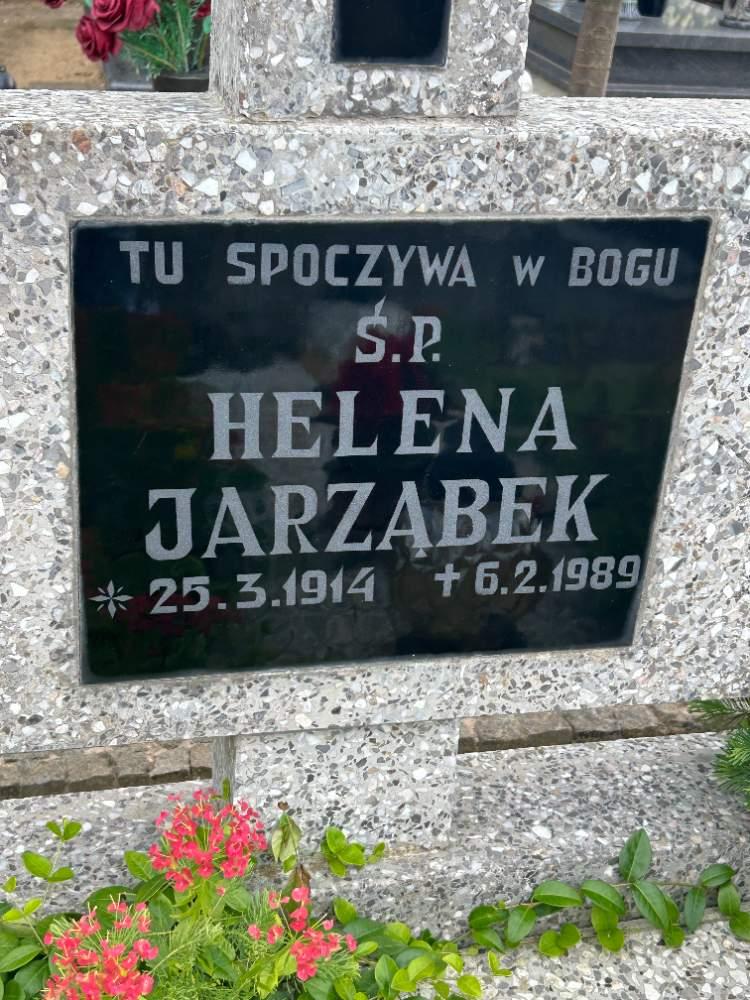 TU SPOCZYWA W BOGU
Ś.P.
HELENA
JARZĄBEK
* 25.3.1914 ✝ 6.2.1989